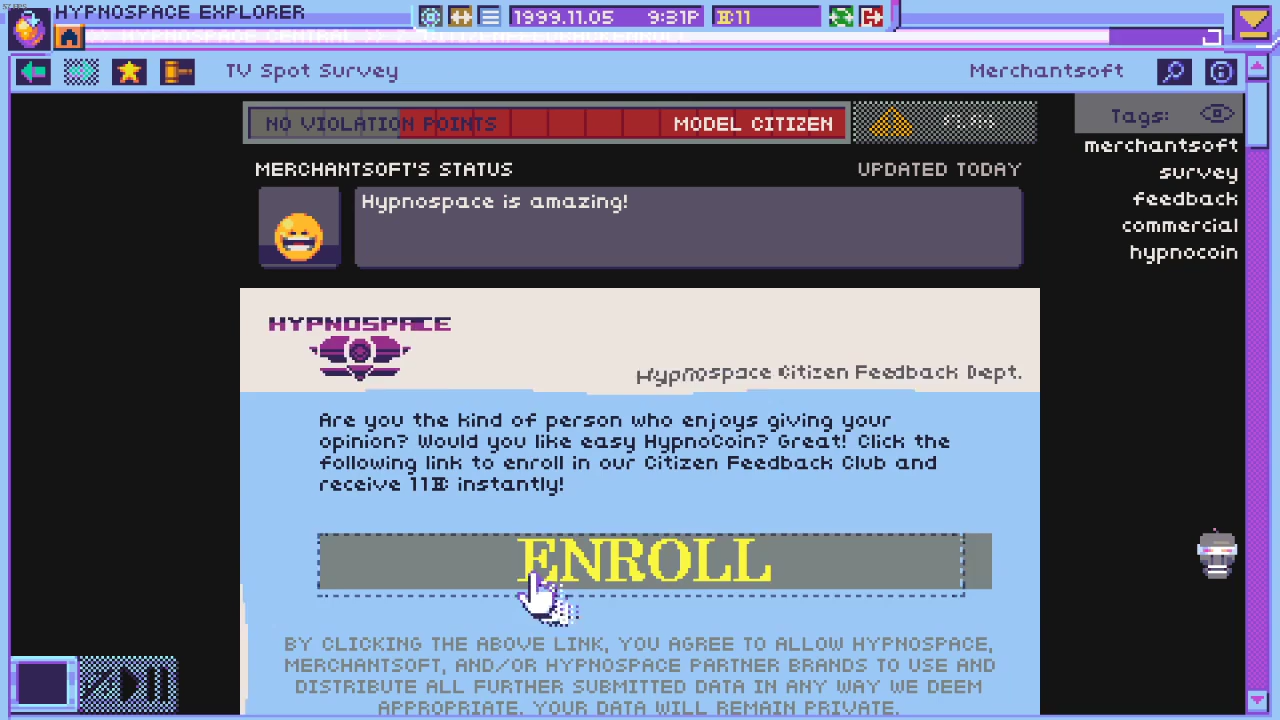 HYPNOSPACE EXPLORER
1999.11.05 9:31P 11
TV Spot Survey
Merchantsoft
NO VIOLATION POINTS
MODEL CITIZEN
Tags:
merchantsoft
survey
feedback
commercial
hypnocoin
MERCHANTSOFT'S STATUS
UPDATED TODAY
Hypnospace is amazing!
HYPNOSPACE
Hypnospace Citizen Feedback Dept.
Are you the kind of person who enjoys giving your
opinion? Would you like easy HypnoCoin? Great! Click the
following link to enroll in our Citizen Feedback Club and
receive 11 instantly!
ENROLL
BY CLICKING THE ABOVE LINK, YOU AGREE TO ALLOW HYPNOSPACE,
MERCHANTSOFT, AND/OR HYPNOSPACE PARTNER BRANDS TO USE AND
DISTRIBUTE ALL FURTHER SUBMITTED DATA IN ANY WAY WE DEEM
APPROPRIATE. YOUR DATA WILL REMAIN PRIVATE.